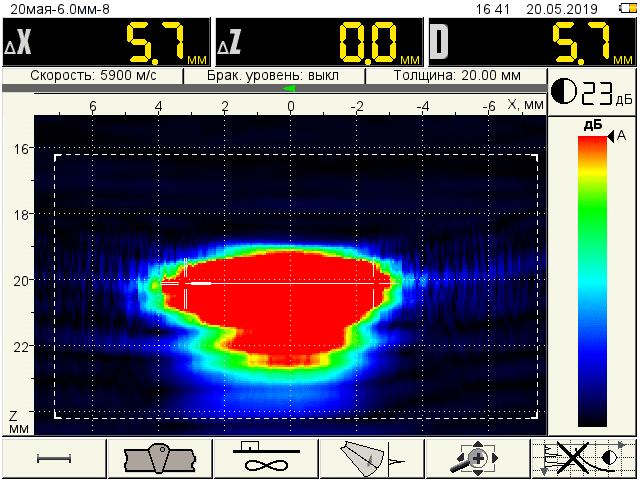 20мая-6.0мм-8 16 41 20.05.2019
ΔX 5.7 мм ΔZ 0.0 мм D 5.7 мм
Скорость: 5900 м/с Брак. уровень: выкл Толщина: 20.00 мм
23 дБ
6 4 2 0 -2 -4 -6 X, мм
дБ
A
16
18
20
22
Z
мм